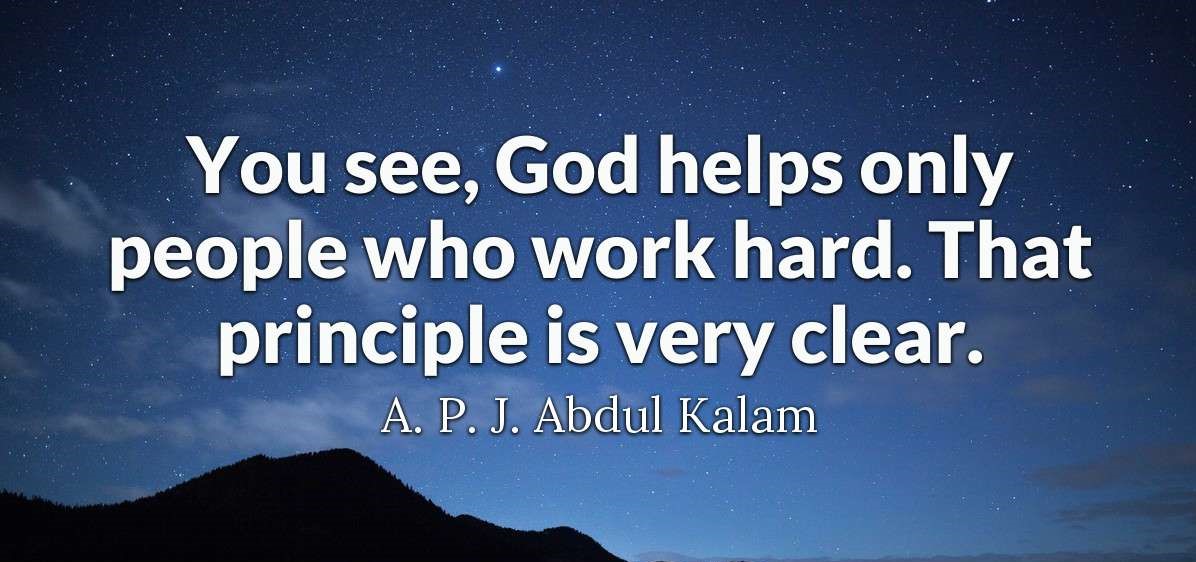 You see, God helps only
people who work hard. That
principle is very clear.
A. P. J. Abdul Kalam